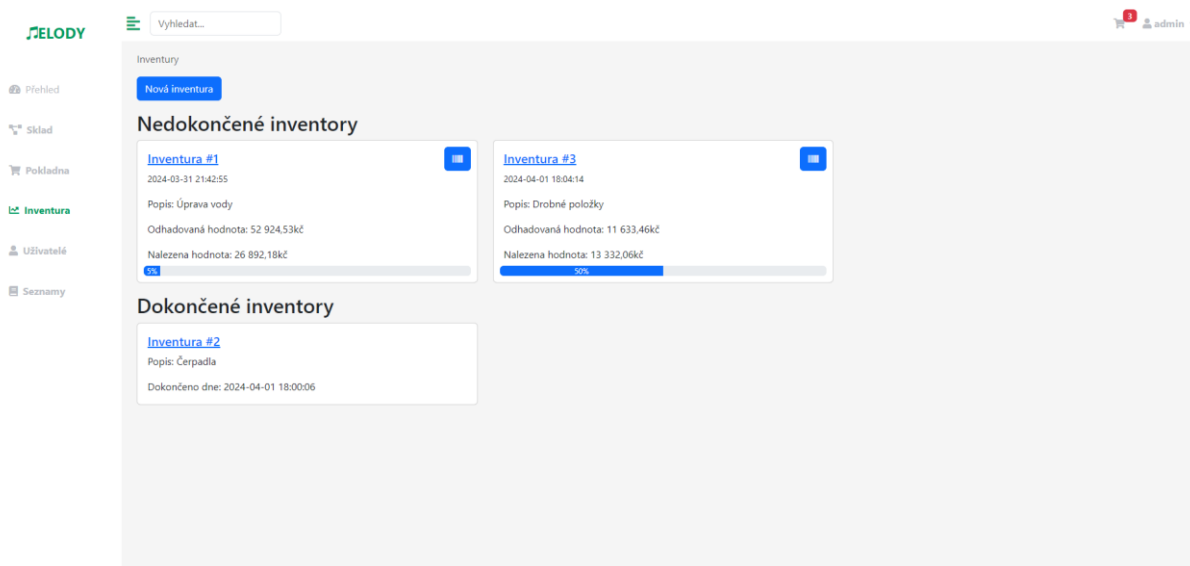 ELODY
Vyhledat...
3
admin
Přehled
Sklad
Pokladna
Inventura
Uživatelé
Seznamy
Inventury
Nová inventura
Nedokončené inventory
Inventura #1
2024-03-31 21:42:55
Popis: Úprava vody
Odhadovaná hodnota: 52 924,53kč
Nalezena hodnota: 26 892,18kč
5%
Inventura #3
2024-04-01 18:04:14
Popis: Drobné položky
Odhadovaná hodnota: 11 633,46kč
Nalezena hodnota: 13 332,06kč
50%
Dokončené inventory
Inventura #2
Popis: Čerpadla
Dokončeno dne: 2024-04-01 18:00:06